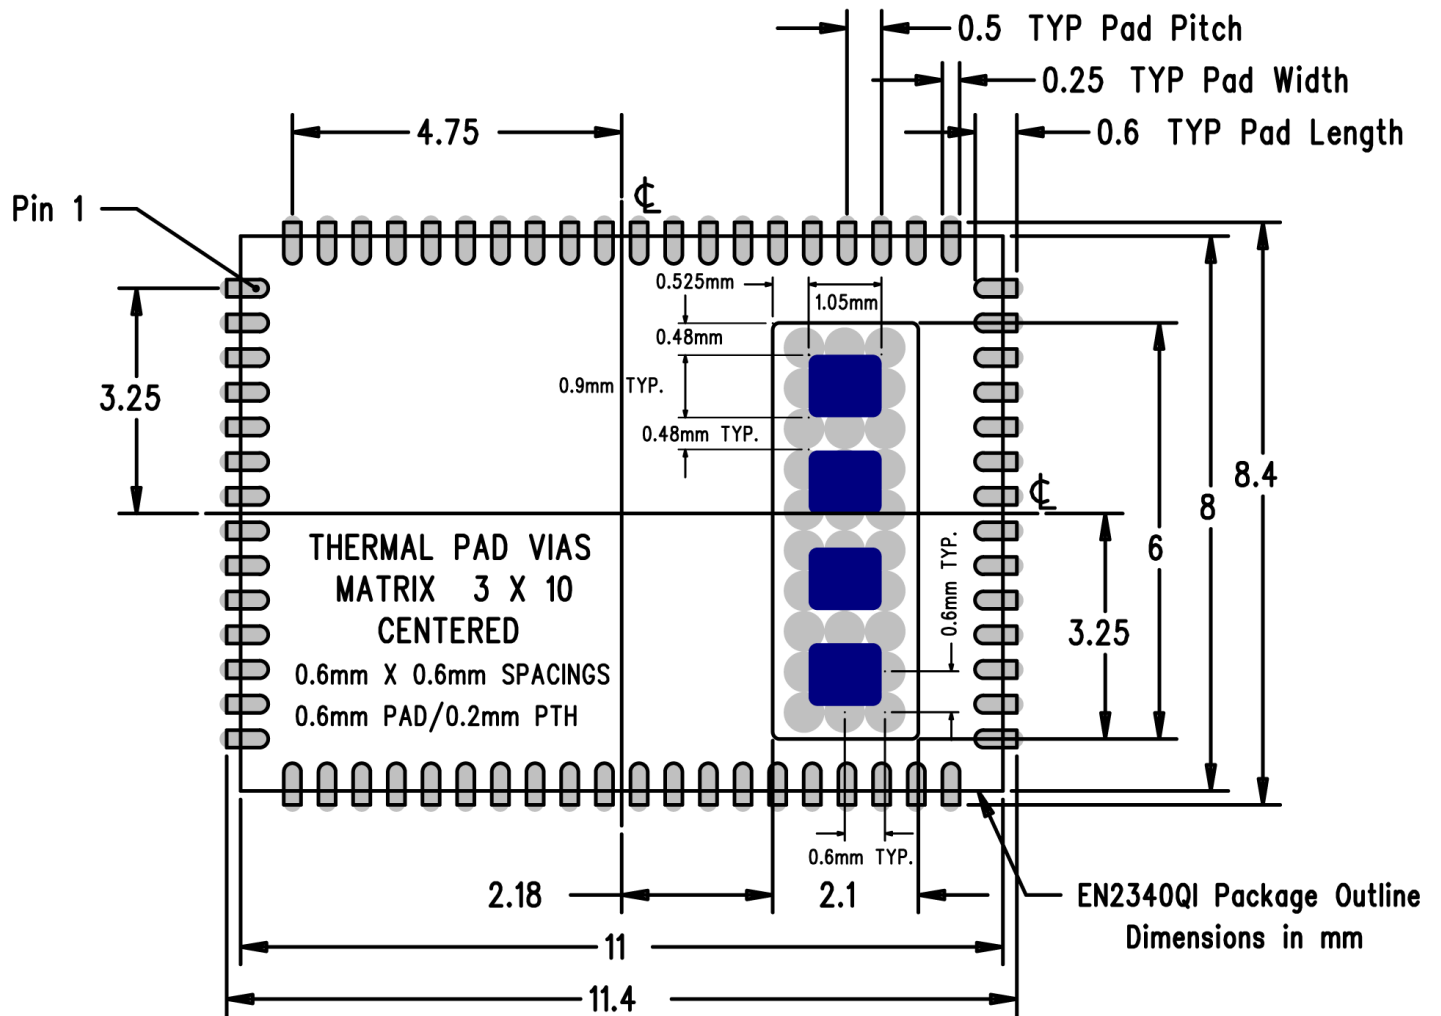 0.5 TYP Pad Pitch
0.25 TYP Pad Width
4.75
0.6 TYP Pad Length
℄
Pin 1
0.525mm
1.05mm
0.48mm
0.9mm TYP.
3.25
0.48mm TYP.
8.4
℄
8
6
THERMAL PAD VIAS
MATRIX 3 X 10
CENTERED
0.6mm X 0.6mm SPACINGS
0.6mm PAD/0.2mm PTH
0.6mm TYP.
3.25
0.6mm TYP.
2.18
2.1
EN2340QI Package Outline
Dimensions in mm
11
11.4